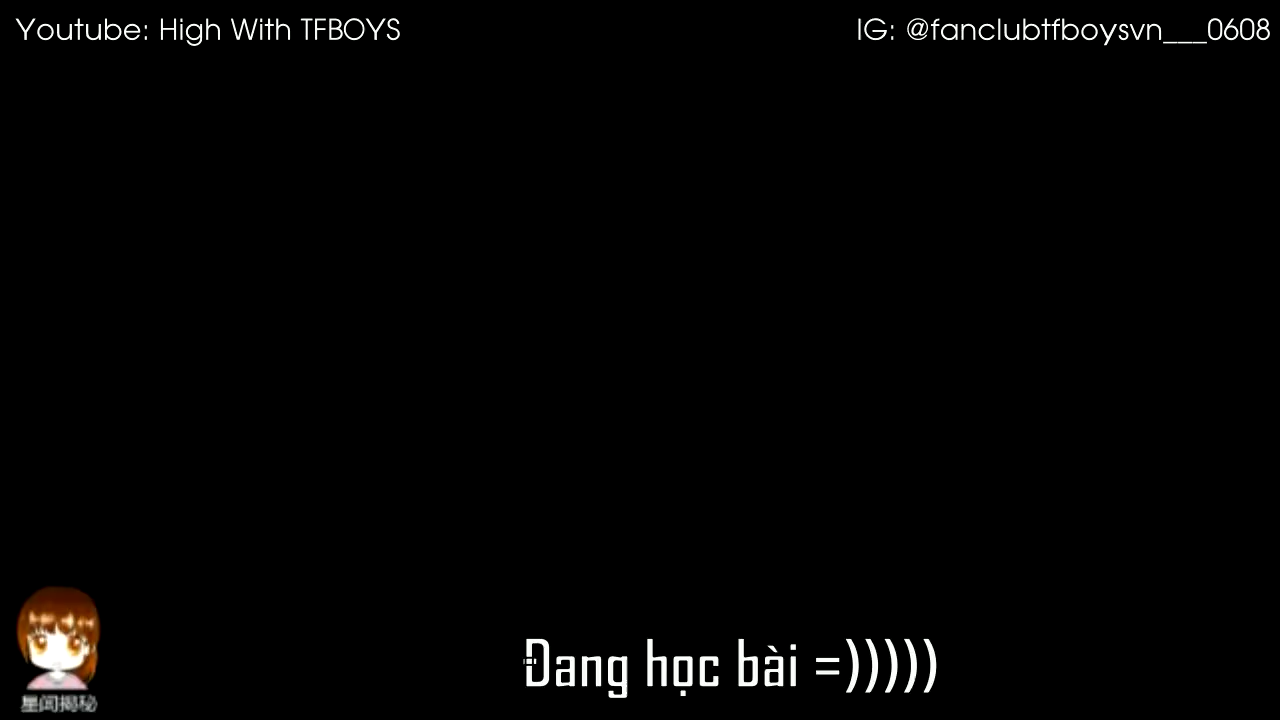 Youtube: High With TFBOYS
IG: @fanclubtfboysvn___0608
Đang học bài =)))))
星闻揭秘